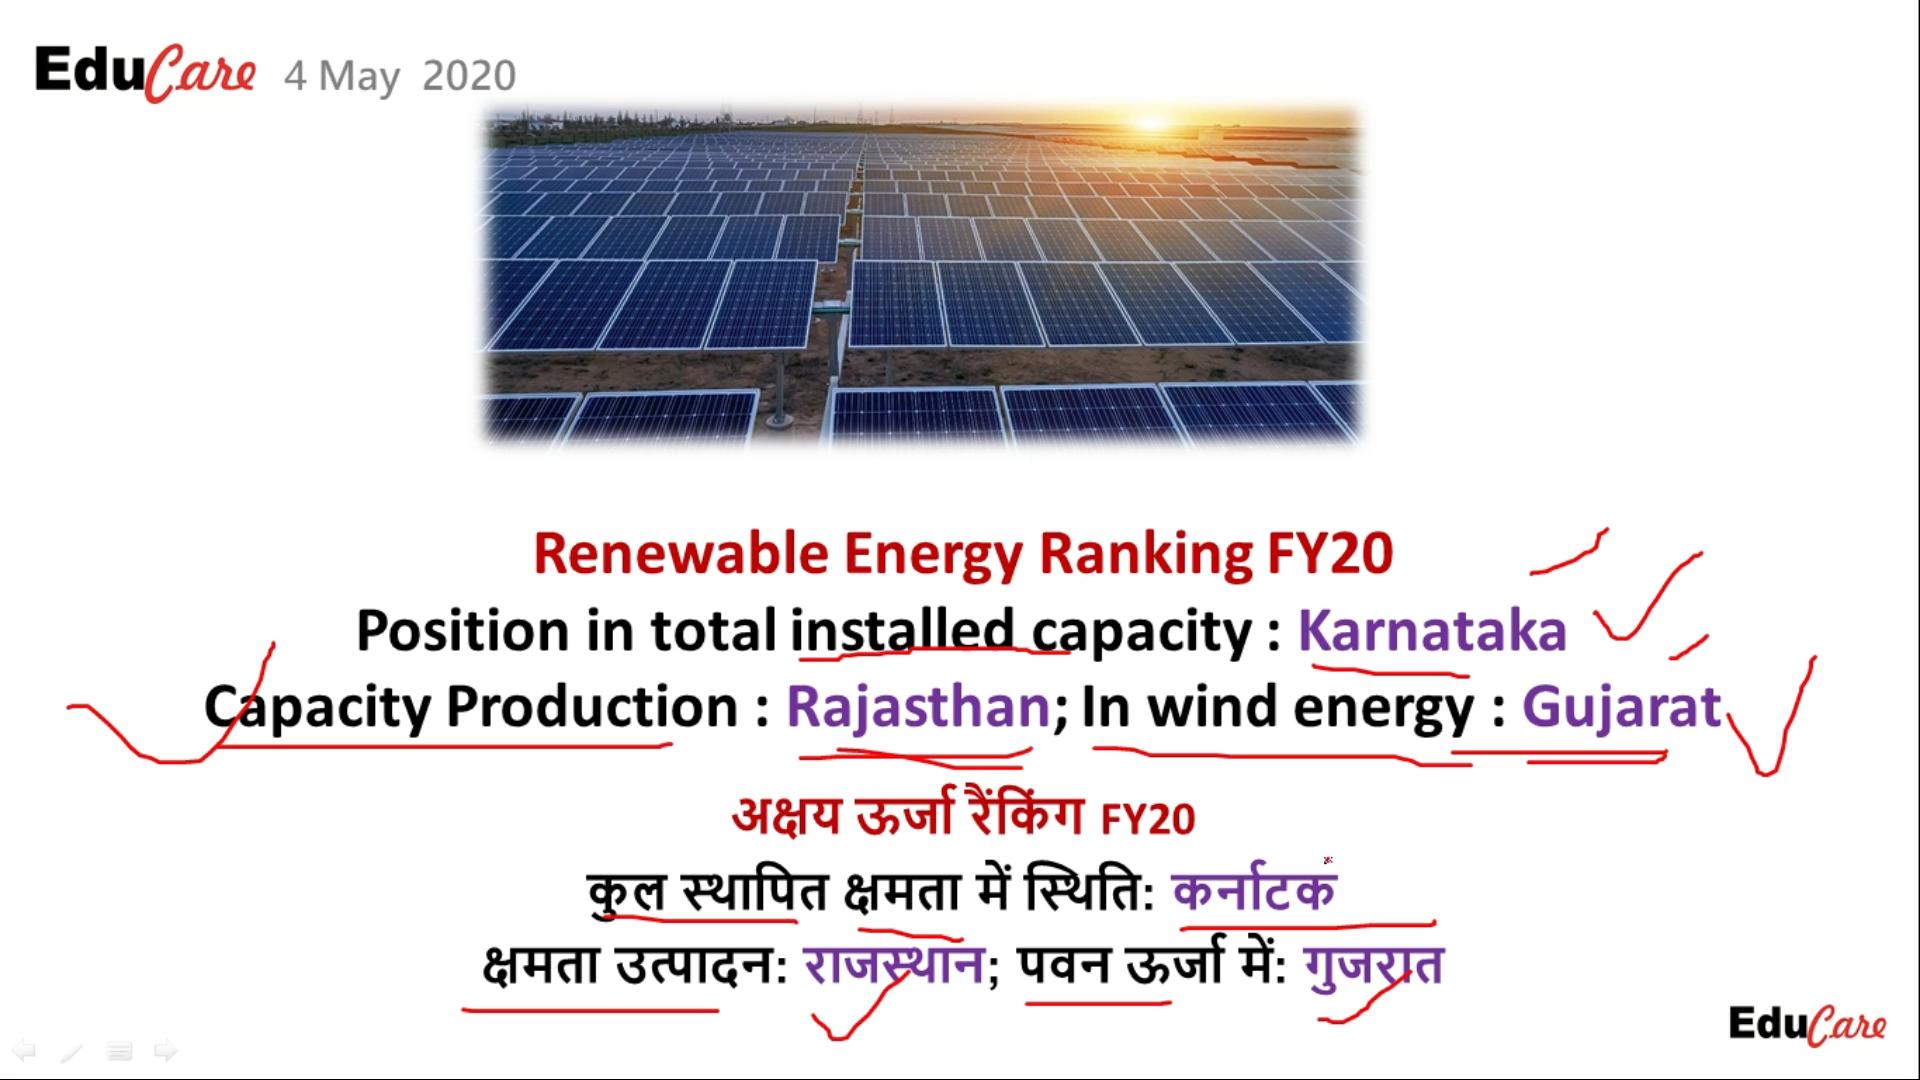 EduCare 4 May 2020
Renewable Energy Ranking FY20
Position in total installed capacity : Karnataka
Capacity Production : Rajasthan; In wind energy : Gujarat
अक्षय ऊर्जा रैंकिंग FY20
कुल स्थापित क्षमता में स्थिति: कर्नाटक
क्षमता उत्पादन: राजस्थान; पवन ऊर्जा में: गुजरात
EduCare